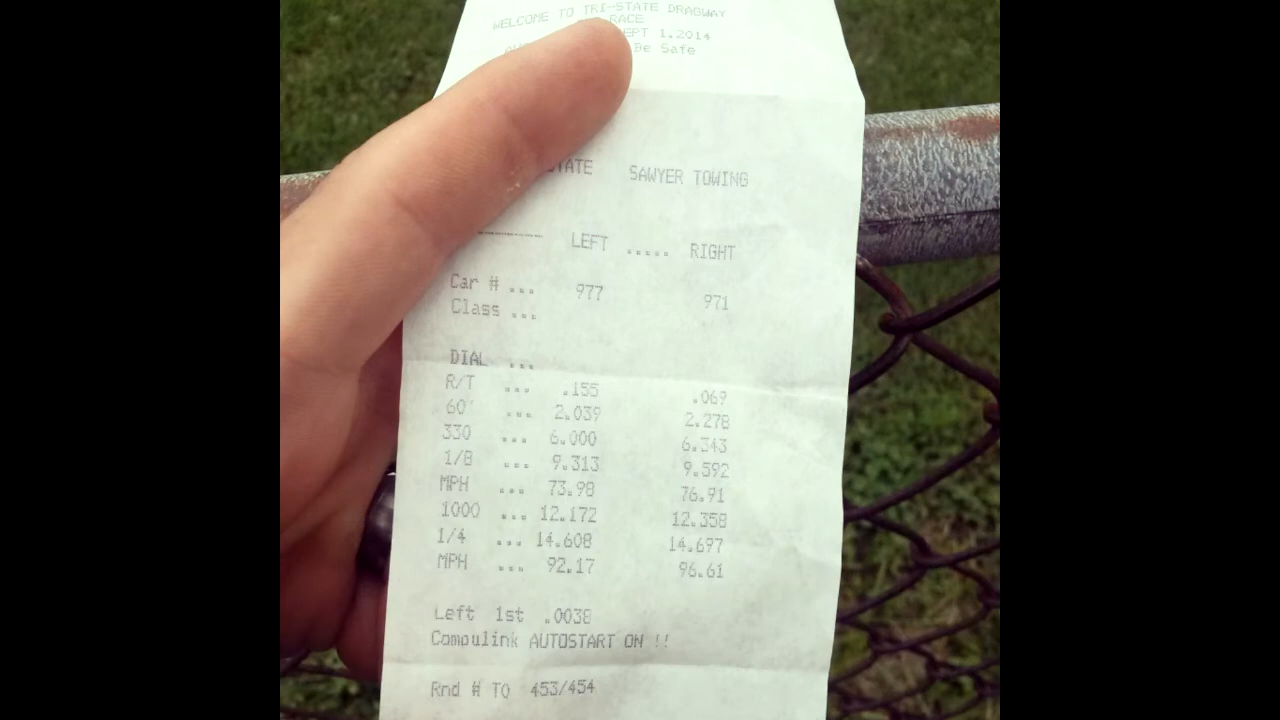 WELCOME TO TRI-STATE DRAGWAY
RACE
SEPT 1.2014
Be Safe
STATE SAWYER TOWING
---------- LEFT ..... RIGHT
Car # ... 977 971
Class ...
DIAL ...
R/T ... .155 .069
60' ... 2.039 2.278
330 ... 6.000 6.343
1/8 ... 9.313 9.592
MPH ... 73.98 76.91
1000 ... 12.172 12.358
1/4 ... 14.608 14.697
MPH ... 92.17 96.61
Left 1st .0038
Compulink AUTOSTART ON !!
Rnd # TO 453/454